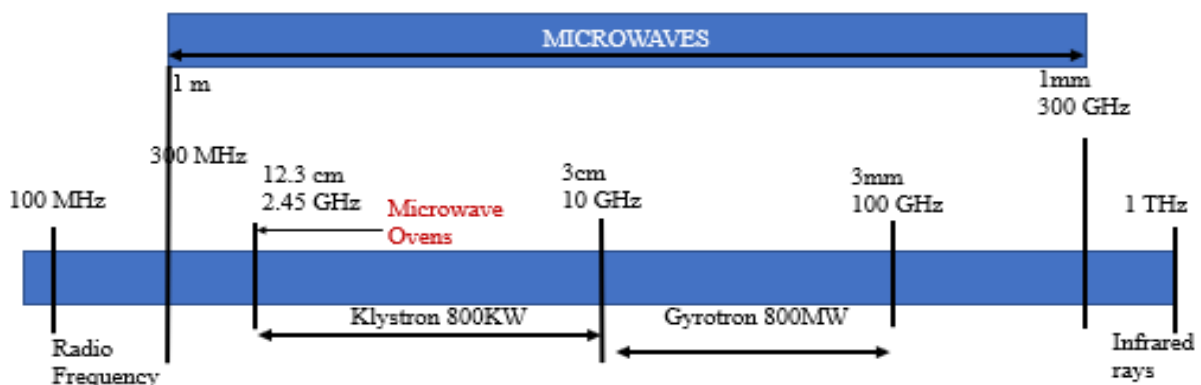 MICROWAVES
1 m
1mm
300 GHz
300 MHz
12.3 cm
2.45 GHz
3cm
10 GHz
3mm
100 GHz
100 MHz
1 THz
Microwave
Ovens
Klystron 800KW
Gyrotron 800MW
Radio
Frequency
Infrared
rays